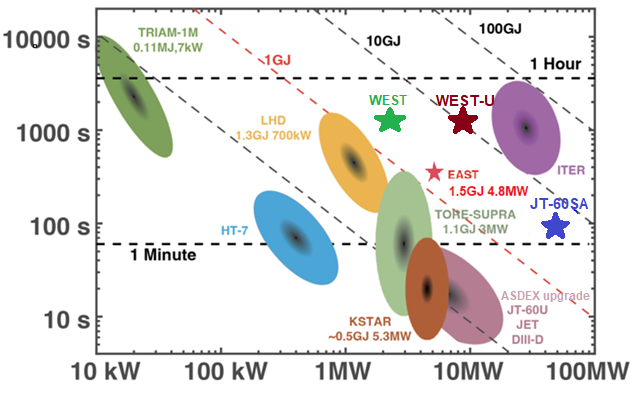 10000 s
1000 s
100 s
10 s
TRIAM-1M
0.11MJ,7kW
1GJ
10GJ
100GJ
1 Hour
WEST
WEST-U
LHD
1.3GJ 700kW
ITER
EAST
1.5GJ 4.8MW
JT-60SA
TORE-SUPRA
1.1GJ 3MW
HT-7
1 Minute
ASDEX upgrade
JT-60U
JET
DIII-D
KSTAR
~0.5GJ 5.3MW
10 kW
100 kW
1MW
10MW
100MW